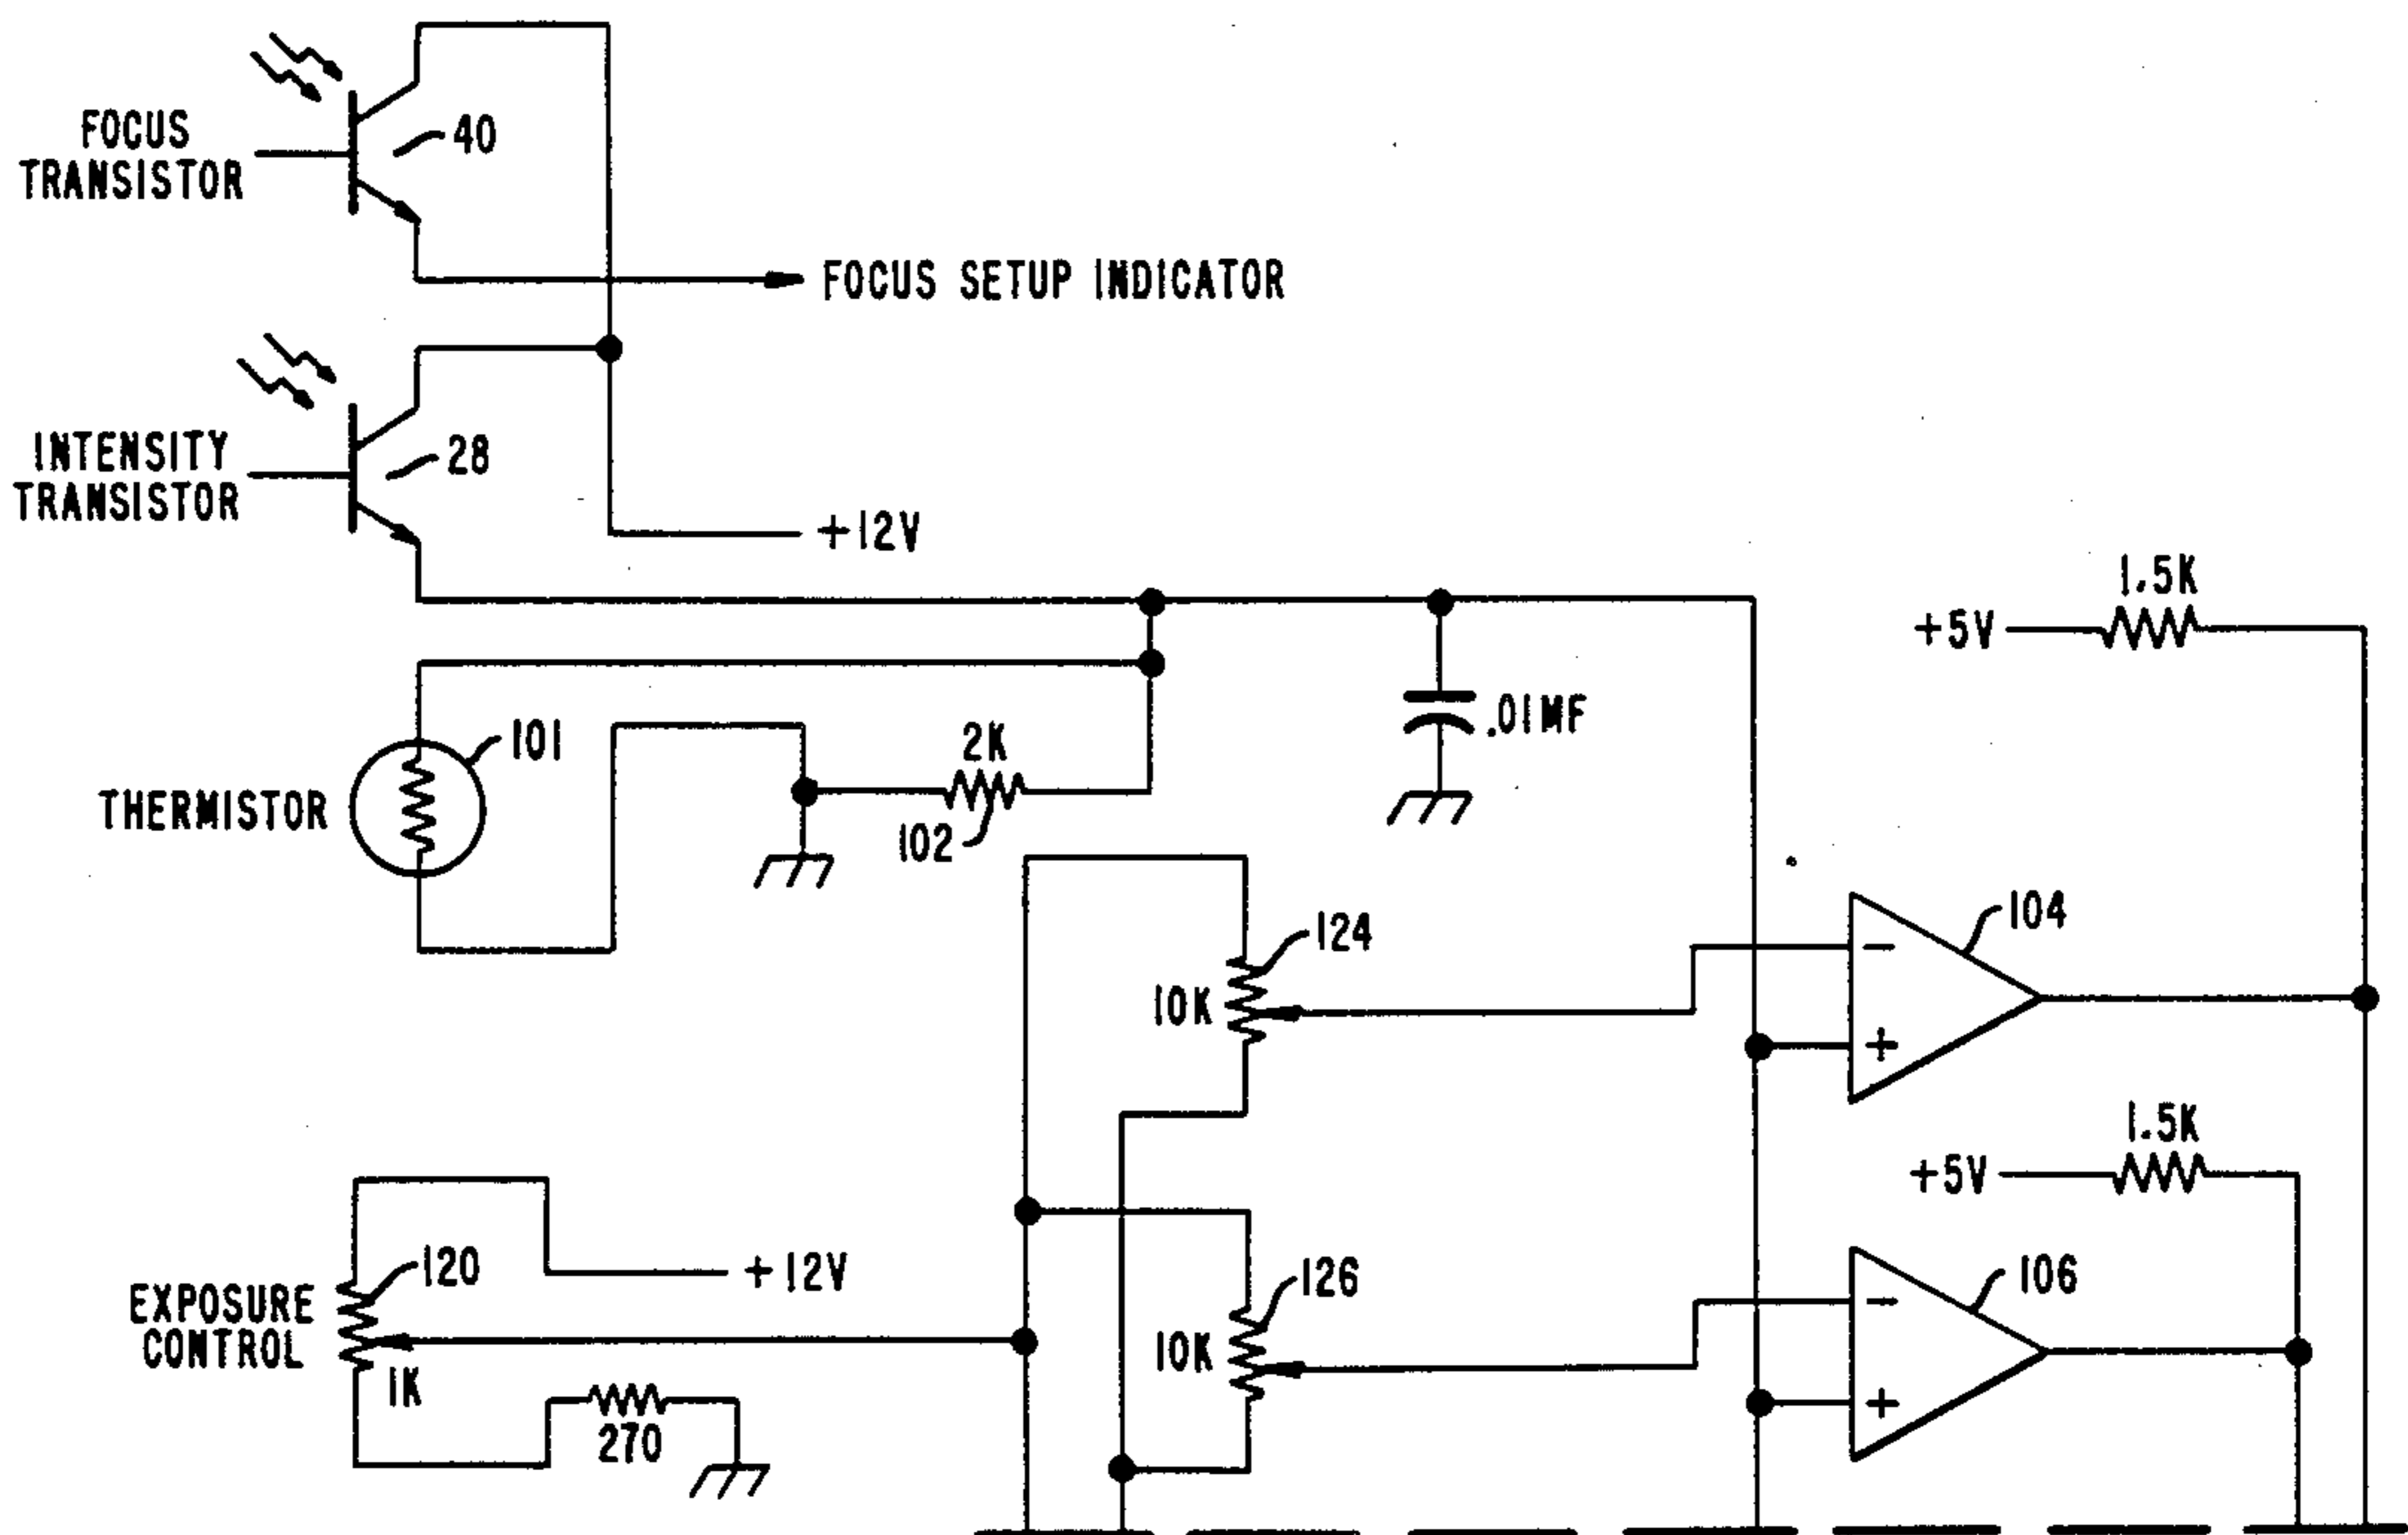 FOCUS
TRANSISTOR
40
FOCUS SETUP INDICATOR
INTENSITY
TRANSISTOR
28
+12V
1.5K
+5V
THERMISTOR
101
2K
102
.01MF
124
10K
104
1.5K
+5V
EXPOSURE
CONTROL
120
1K
+12V
270
126
10K
106
−
+
−
+